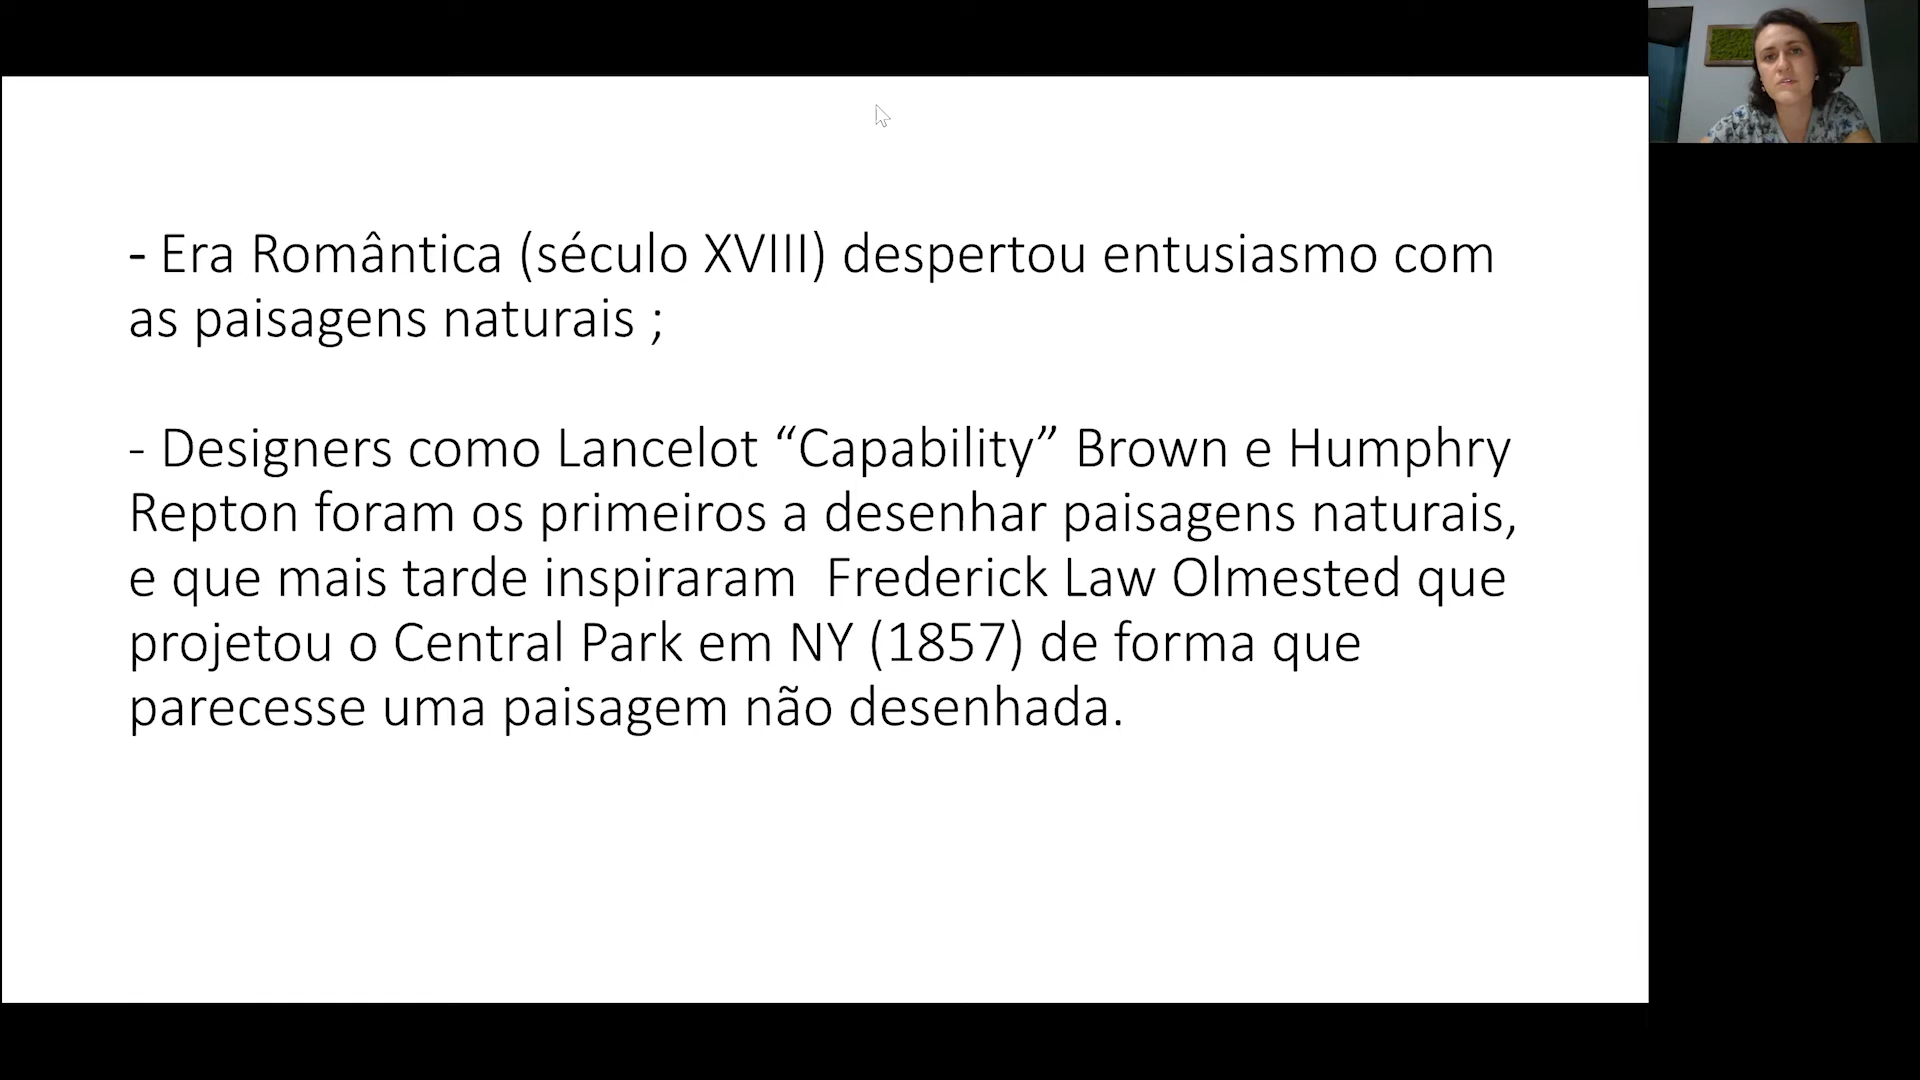 - Era Romântica (século XVIII) despertou entusiasmo com
as paisagens naturais ;
- Designers como Lancelot “Capability” Brown e Humphry
Repton foram os primeiros a desenhar paisagens naturais,
e que mais tarde inspiraram  Frederick Law Olmested que
projetou o Central Park em NY (1857) de forma que
parecesse uma paisagem não desenhada.